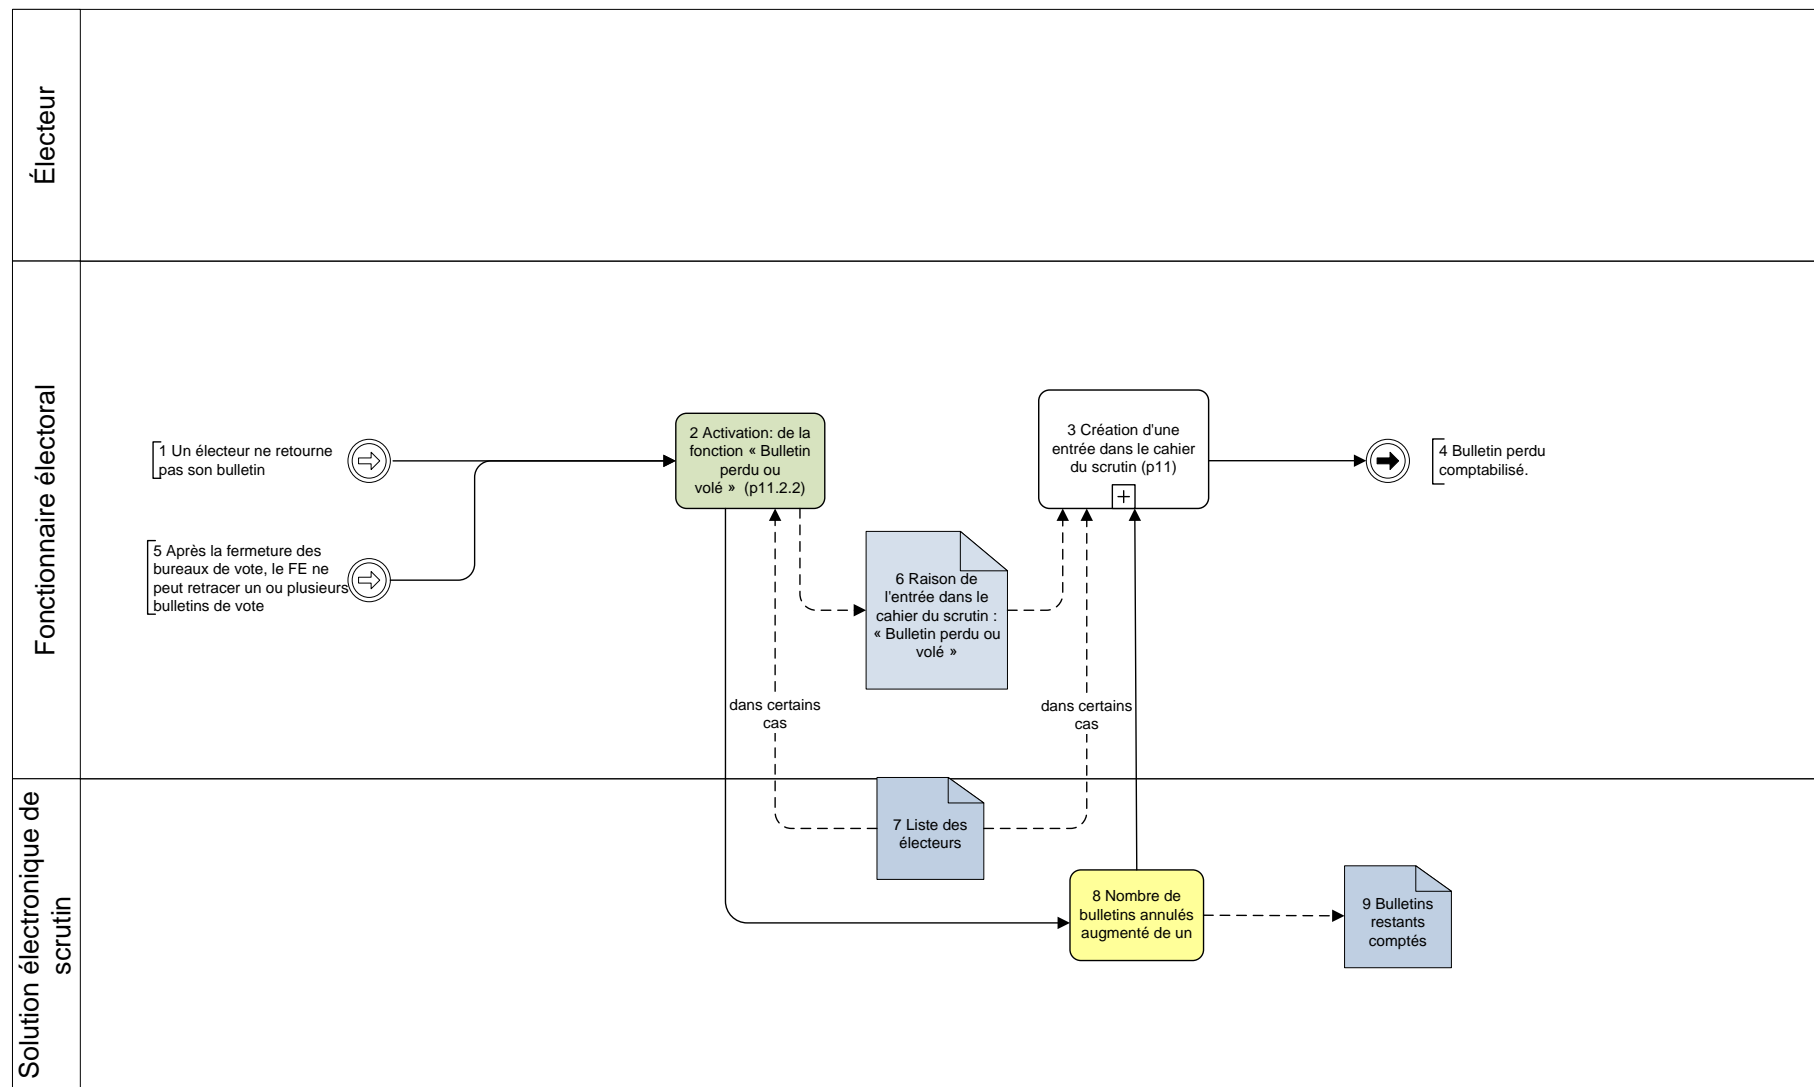 Électeur
Fonctionnaire électoral
1 Un électeur ne retourne
pas son bulletin
5 Après la fermeture des
bureaux de vote, le FE ne
peut retracer un ou plusieurs
bulletins de vote
2 Activation: de la
fonction « Bulletin
perdu ou
volé » (p11.2.2)
3 Création d'une
entrée dans le cahier
du scrutin (p11)
4 Bulletin perdu
comptabilisé.
6 Raison de
l'entrée dans le
cahier du scrutin :
« Bulletin perdu ou
volé »
dans certains
cas
dans certains
cas
Solution électronique de
scrutin
7 Liste des
électeurs
8 Nombre de
bulletins annulés
augmenté de un
9 Bulletins
restants
comptés